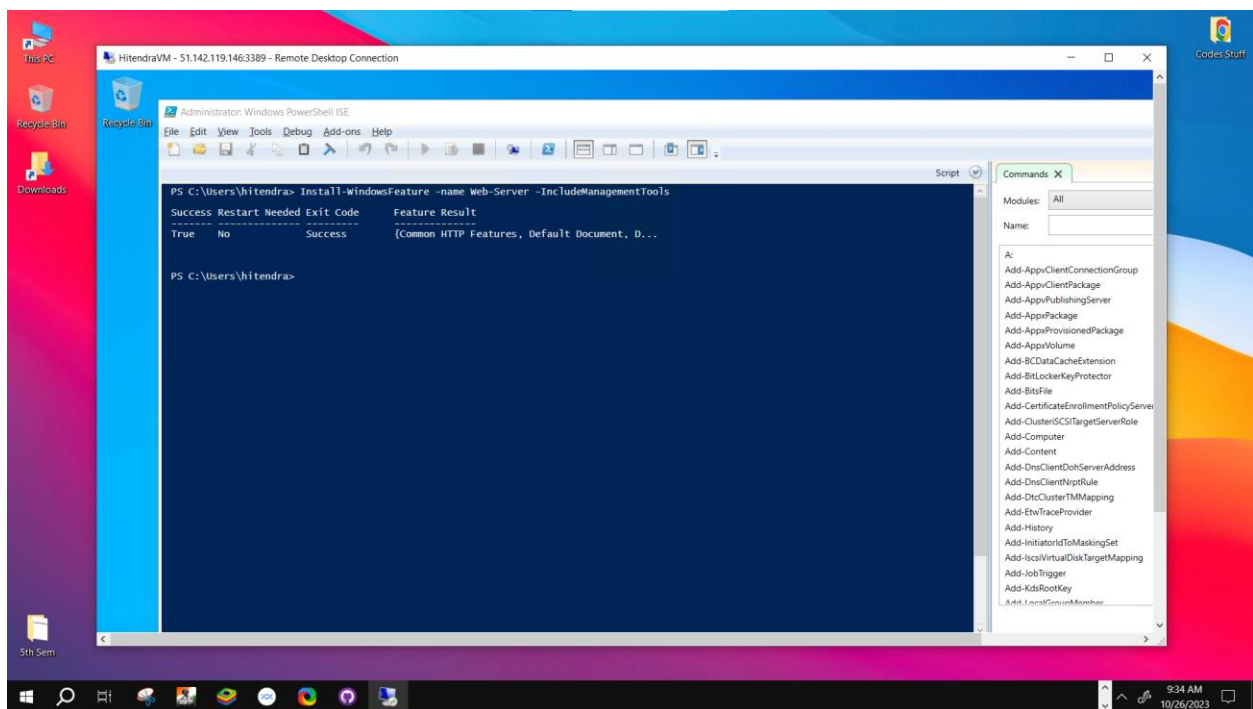 This PC
Recycle Bin
Downloads
5th Sem
Codes Stuff
HitendraVM - 51.142.119.146:3389 - Remote Desktop Connection
Recycle Bin
Administrator: Windows PowerShell ISE
File Edit View Tools Debug Add-ons Help
Script
PS C:\Users\hitendra> Install-WindowsFeature -name Web-Server -IncludeManagementTools
Success Restart Needed Exit Code Feature Result
------- -------------- --------- --------------
True No Success {Common HTTP Features, Default Document, D...
PS C:\Users\hitendra>
Commands X
Modules: All
Name:
A:
Add-AppvClientConnectionGroup
Add-AppvClientPackage
Add-AppvPublishingServer
Add-AppxPackage
Add-AppxProvisionedPackage
Add-AppxVolume
Add-BCDataCacheExtension
Add-BitLockerKeyProtector
Add-BitsFile
Add-CertificateEnrollmentPolicyServer
Add-ClusteriSCSITargetServerRole
Add-Computer
Add-Content
Add-DnsClientDohServerAddress
Add-DnsClientNrptRule
Add-DtcClusterTMMapping
Add-EtwTraceProvider
Add-History
Add-InitiatorIdToMaskingSet
Add-IscsiVirtualDiskTargetMapping
Add-JobTrigger
Add-KdsRootKey
Add-LocalGroupMember
9:34 AM
10/26/2023